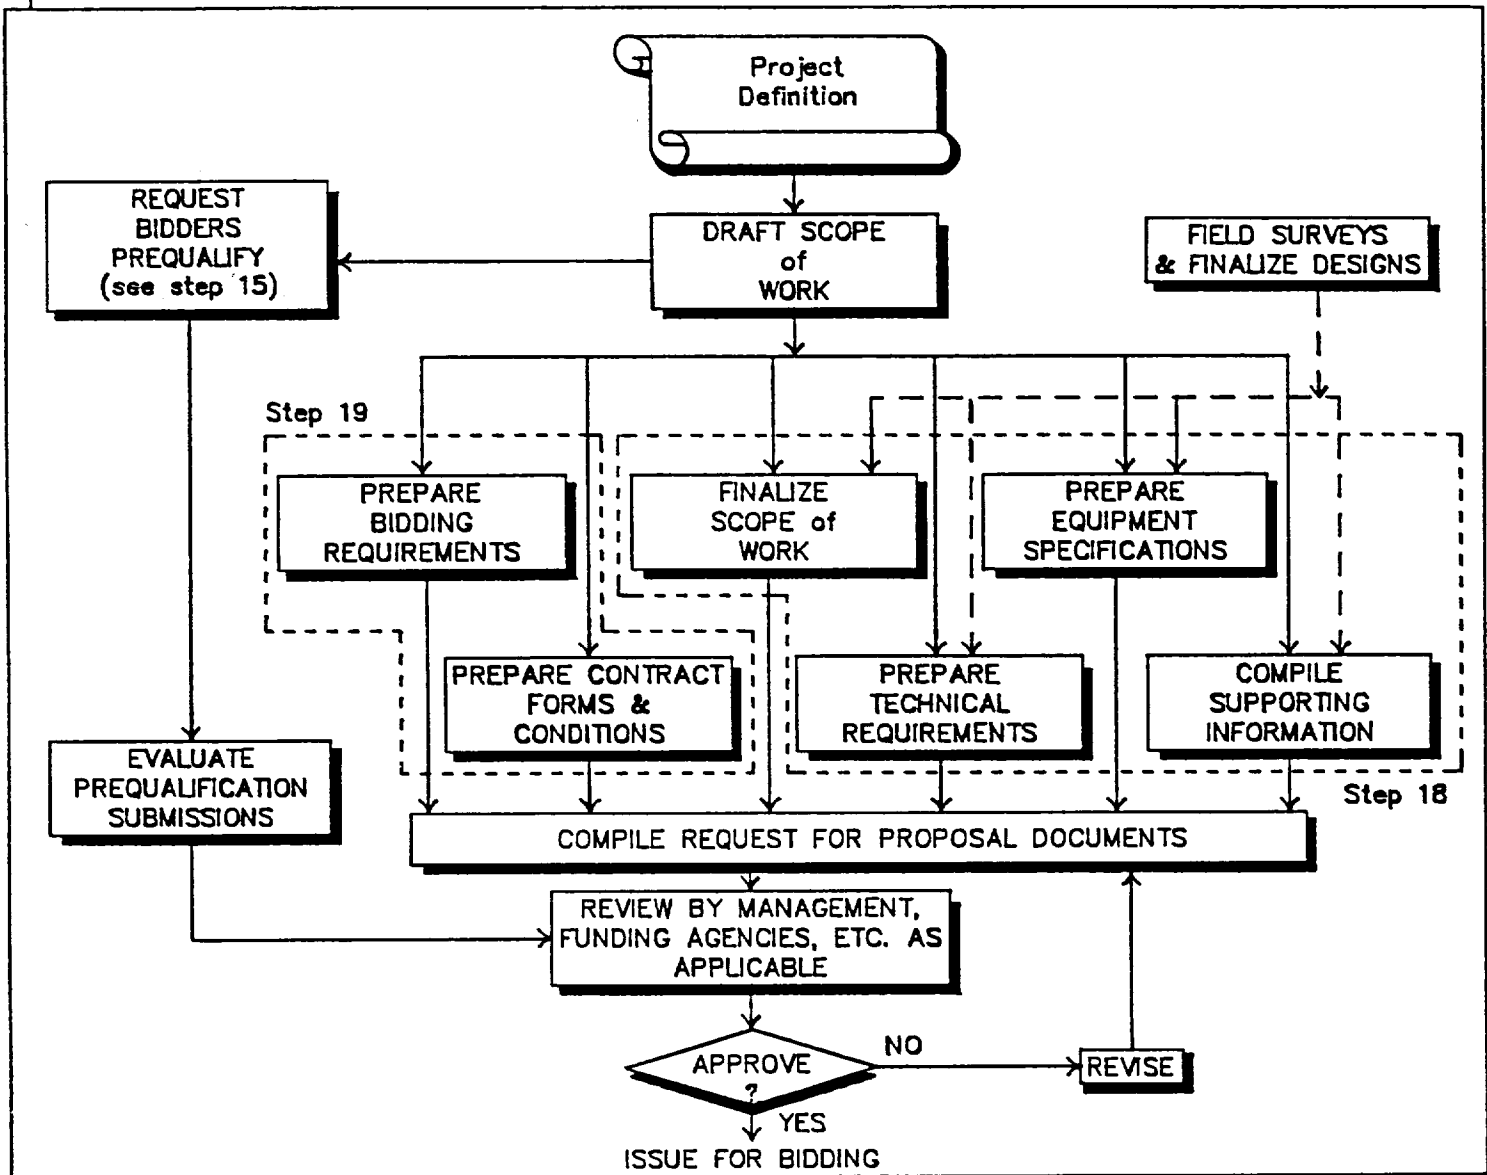 Project
Definition
REQUEST
BIDDERS
PREQUALIFY
(see step 15)
DRAFT SCOPE
of
WORK
FIELD SURVEYS
& FINALIZE DESIGNS
Step 19
PREPARE
BIDDING
REQUIREMENTS
FINALIZE
SCOPE of
WORK
PREPARE
EQUIPMENT
SPECIFICATIONS
PREPARE CONTRACT
FORMS &
CONDITIONS
PREPARE
TECHNICAL
REQUIREMENTS
COMPILE
SUPPORTING
INFORMATION
Step 18
EVALUATE
PREQUALIFICATION
SUBMISSIONS
COMPILE REQUEST FOR PROPOSAL DOCUMENTS
REVIEW BY MANAGEMENT,
FUNDING AGENCIES, ETC. AS
APPLICABLE
APPROVE
?
NO
REVISE
YES
ISSUE FOR BIDDING